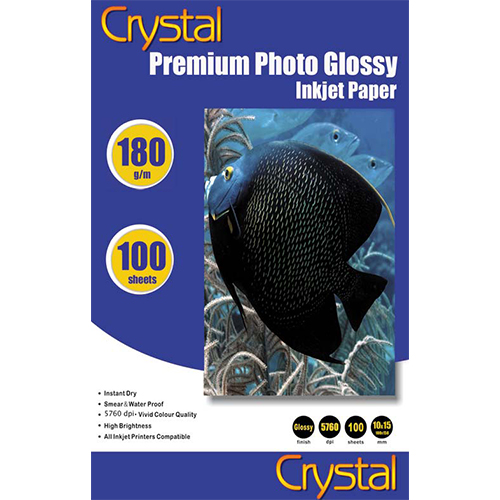 Crystal
Premium Photo Glossy
Inkjet Paper
180
g/m
100
sheets
• Instant Dry
• Smear & Water Proof
• 5760 dpi- Vivid Colour Quality
• High Brightness
• All Inkjet Printers Compatible
Glossy 5760 100 10x15
finish dpi sheets mm
Crystal